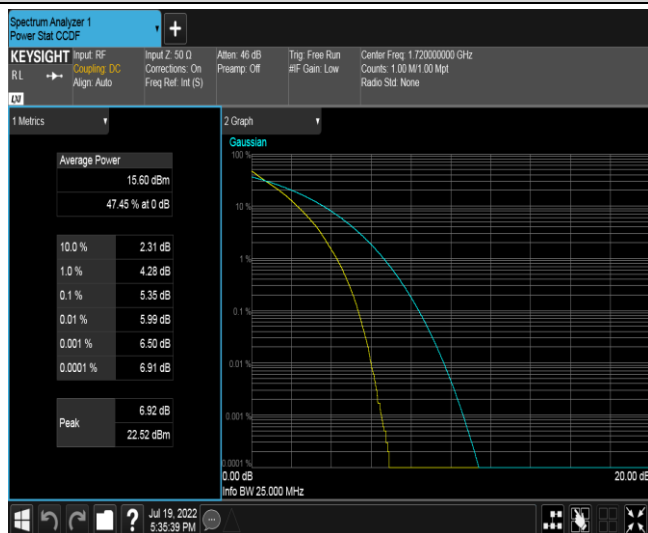 Spectrum Analyzer 1
Power Stat CCDF
+
KEYSIGHT
RL
LXI
Input: RF
Coupling: DC
Align: Auto
Input Z: 50 Ω
Corrections: On
Freq Ref: Int (S)
Atten: 46 dB
Preamp: Off
Trig: Free Run
#IF Gain: Low
Center Freq: 1.720000000 GHz
Counts: 1.00 M/1.00 Mpt
Radio Std: None
1 Metrics
Average Power
15.60 dBm
47.45 % at 0 dB
10.0 % 2.31 dB
1.0 % 4.28 dB
0.1 % 5.35 dB
0.01 % 5.99 dB
0.001 % 6.50 dB
0.0001 % 6.91 dB
Peak
6.92 dB
22.52 dBm
2 Graph
Gaussian
100 %
10 %
1 %
0.1 %
0.01 %
0.001 %
0.0001 %
0.00 dB 20.00 dB
Info BW 25.000 MHz
?
Jul 19, 2022
5:35:39 PM